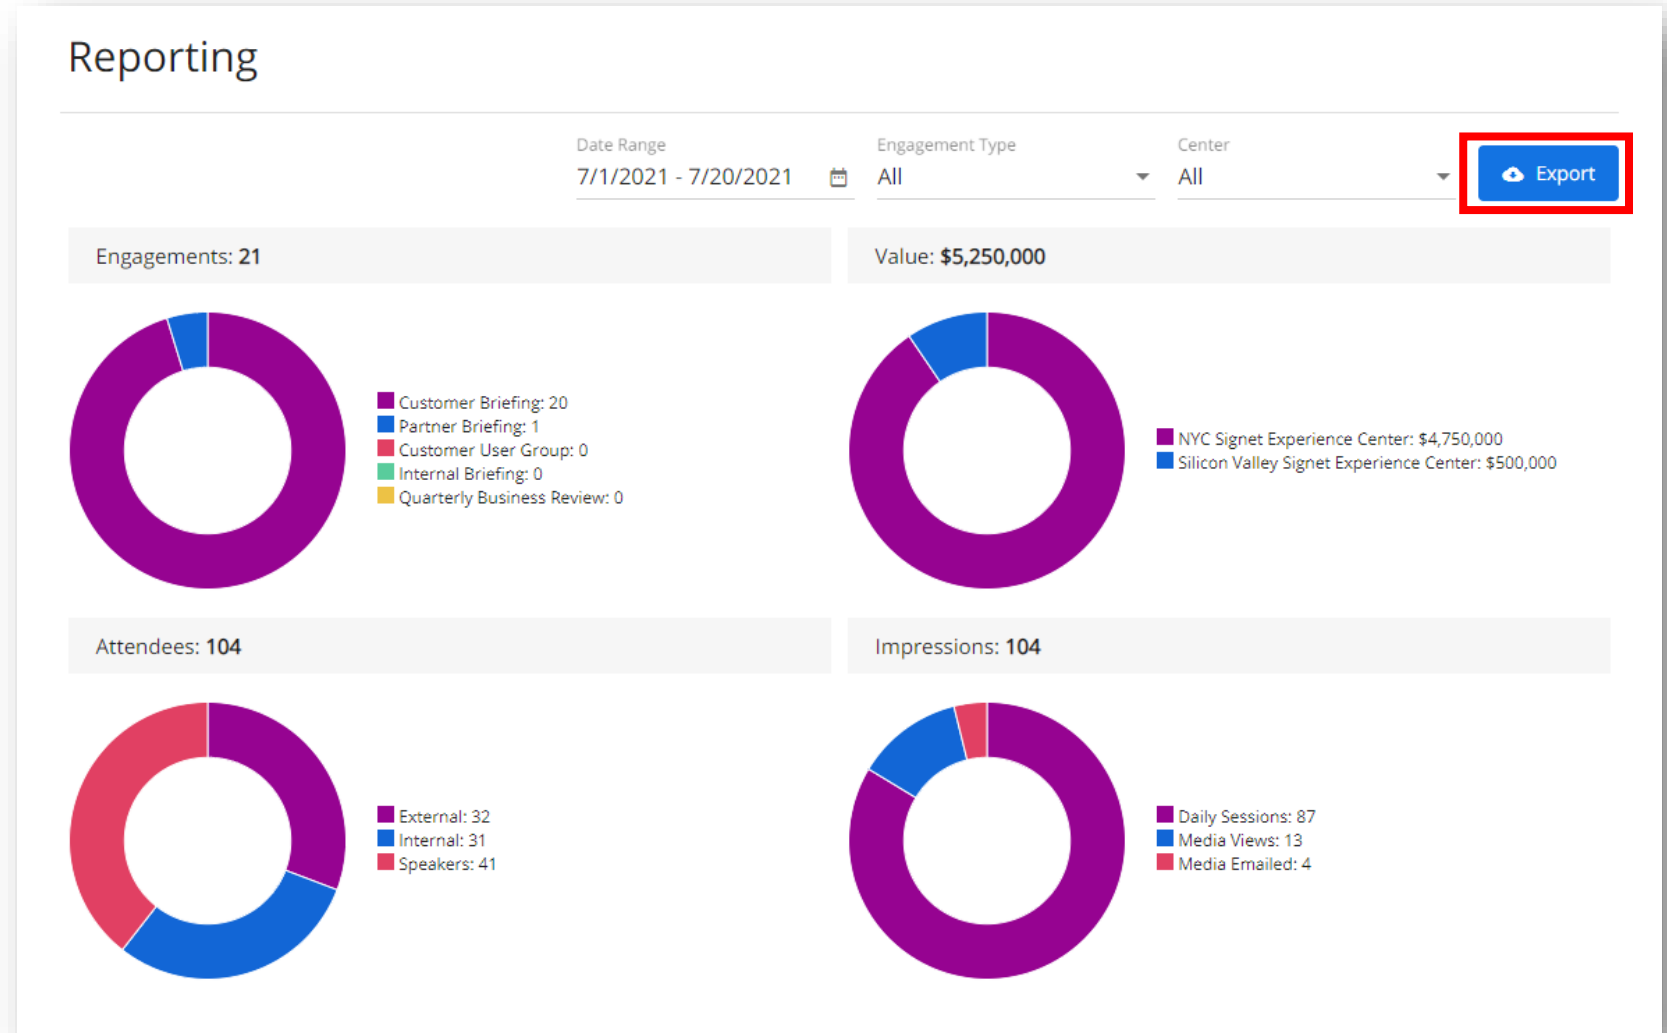 Reporting
Date Range
7/1/2021 - 7/20/2021
Engagement Type
All
Center
All
Export
Engagements: 21
Customer Briefing: 20
Partner Briefing: 1
Customer User Group: 0
Internal Briefing: 0
Quarterly Business Review: 0
Value: $5,250,000
NYC Signet Experience Center: $4,750,000
Silicon Valley Signet Experience Center: $500,000
Attendees: 104
External: 32
Internal: 31
Speakers: 41
Impressions: 104
Daily Sessions: 87
Media Views: 13
Media Emailed: 4